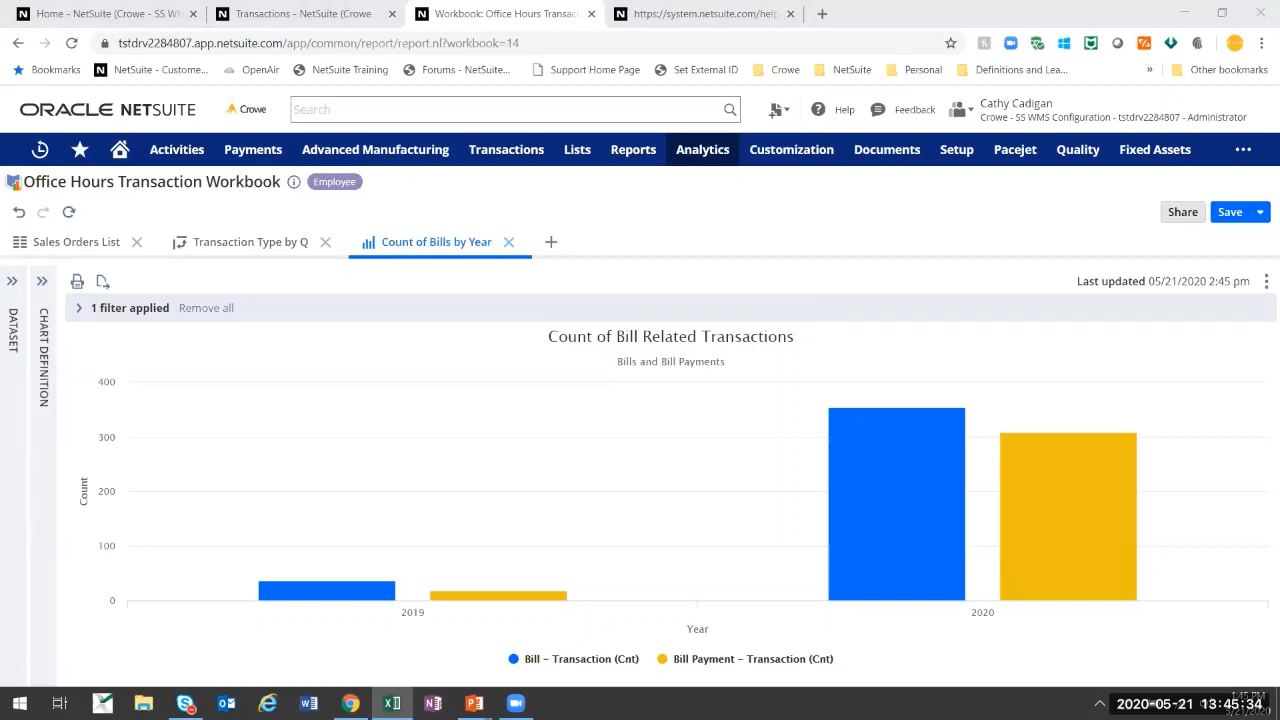 Home - NetSuite (Crowe - SS W
Transactions - NetSuite (Crowe -
Workbook: Office Hours Transac
https://system.netsuite.com/help
tstdrv2284807.app.netsuite.com/app/common/report/report.nl?workbook=14
Bookmarks
NetSuite - Custome...
OpenAir
NetSuite Training
Forums - NetSuite...
Support Home Page
Set External ID
Crowe
NetSuite
Personal
Definitions and Lea...
»
Other bookmarks
ORACLE NETSUITE
Crowe
Search
Help
Feedback
Cathy Cadigan
Crowe - SS WMS Configuration - tstdrv2284807 - Administrator
Activities
Payments
Advanced Manufacturing
Transactions
Lists
Reports
Analytics
Customization
Documents
Setup
Pacejet
Quality
Fixed Assets
Office Hours Transaction Workbook
Employee
Share
Save
Sales Orders List
Transaction Type by Q
Count of Bills by Year
Last updated 05/21/2020 2:45 pm
DATASET
CHART DEFINITION
1 filter applied
Remove all
Count of Bill Related Transactions
Bills and Bill Payments
400
300
200
100
0
Count
2019
2020
Year
Bill – Transaction (Cnt)
Bill Payment – Transaction (Cnt)
2020-05-21 13:45:34